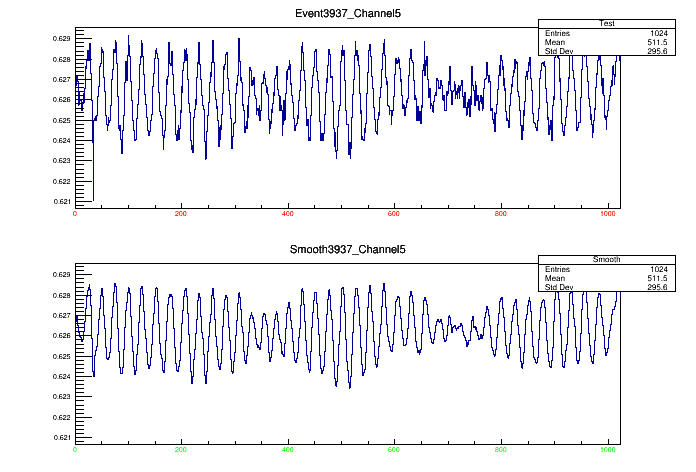 Event3937_Channel5
Test
Entries 1024
Mean 511.5
Std Dev 295.6
0.629
0.628
0.627
0.626
0.625
0.624
0.623
0.622
0.621
0 200 400 600 800 1000
Smooth3937_Channel5
Smooth
Entries 1024
Mean 511.5
Std Dev 295.6
0.629
0.628
0.627
0.626
0.625
0.624
0.623
0.622
0.621
0 200 400 600 800 1000